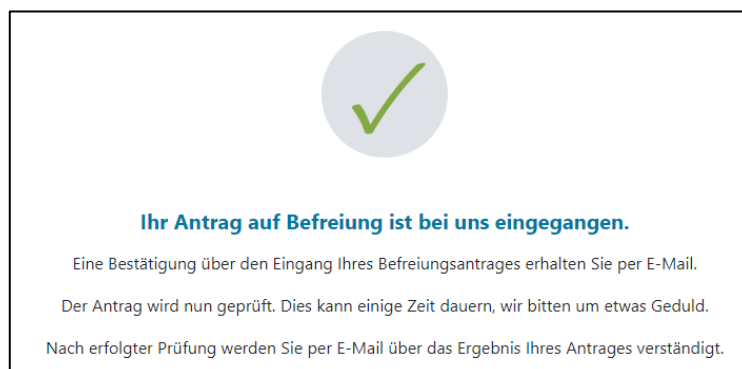 Ihr Antrag auf Befreiung ist bei uns eingegangen.
Eine Bestätigung über den Eingang Ihres Befreiungsantrages erhalten Sie per E-Mail.
Der Antrag wird nun geprüft. Dies kann einige Zeit dauern, wir bitten um etwas Geduld.
Nach erfolgter Prüfung werden Sie per E-Mail über das Ergebnis Ihres Antrages verständigt.